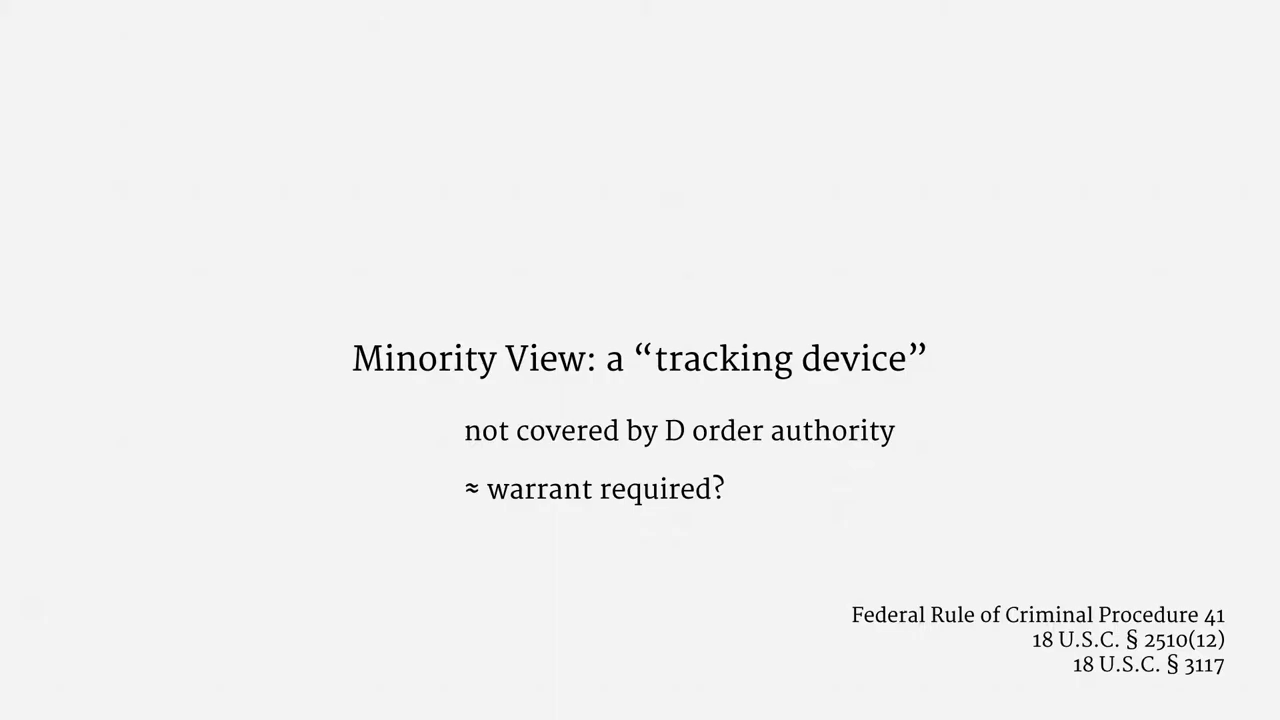 Minority View: a “tracking device”
not covered by D order authority
≈ warrant required?
Federal Rule of Criminal Procedure 41
18 U.S.C. § 2510(12)
18 U.S.C. § 3117